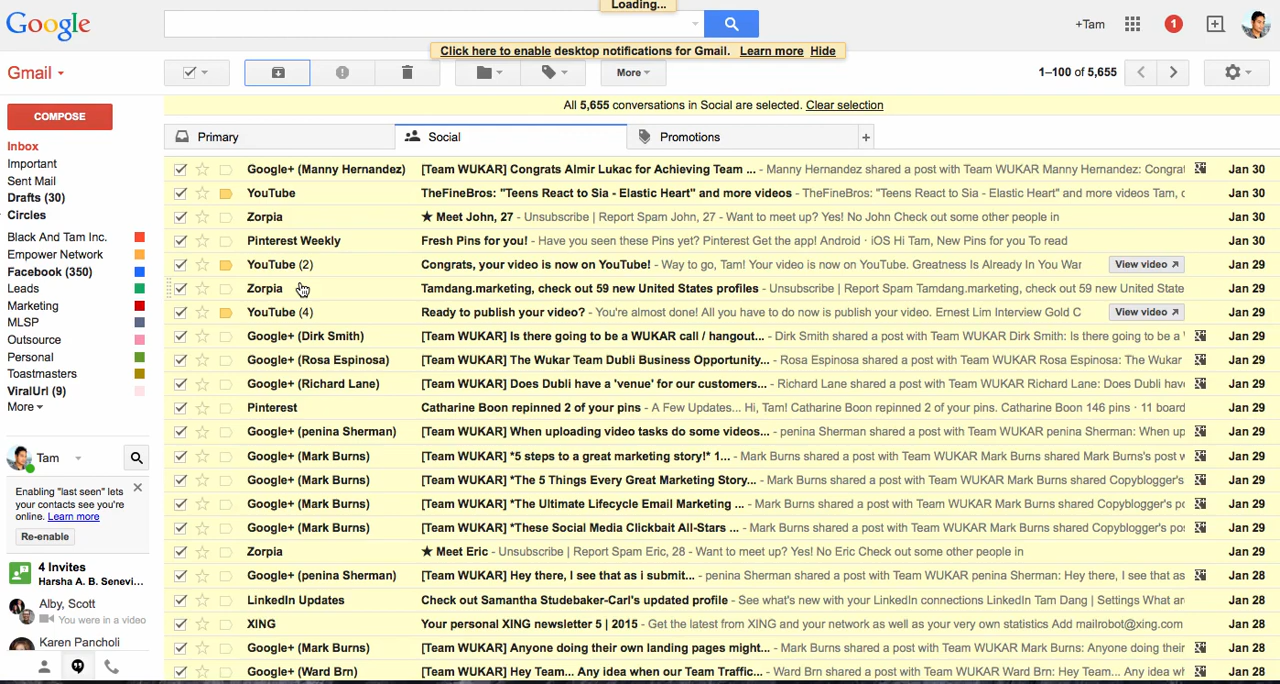 Loading...
Google
+Tam
1
Click here to enable desktop notifications for Gmail. Learn more Hide
Gmail
More
1–100 of 5,655
COMPOSE
All 5,655 conversations in Social are selected. Clear selection
Primary
Social
Promotions
+
Inbox
Important
Sent Mail
Drafts (30)
Circles
Black And Tam Inc.
Empower Network
Facebook (350)
Leads
Marketing
MLSP
Outsource
Personal
Toastmasters
ViralUrl (9)
More
Tam
Enabling "last seen" lets
your contacts see you're
online. Learn more
Re-enable
4 Invites
Harsha A. B. Senevi...
Alby, Scott
You were in a video
Karen Pancholi
Google+ (Manny Hernandez) [Team WUKAR] Congrats Almir Lukac for Achieving Team ... - Manny Hernandez shared a post with Team WUKAR Manny Hernandez: Congrat Jan 30
YouTube TheFineBros: "Teens React to Sia - Elastic Heart" and more videos - TheFineBros: "Teens React to Sia - Elastic Heart" and more videos Tam, c Jan 30
Zorpia ★ Meet John, 27 - Unsubscribe | Report Spam John, 27 - Want to meet up? Yes! No John Check out some other people in Jan 30
Pinterest Weekly Fresh Pins for you! - Have you seen these Pins yet? Pinterest Get the app! Android · iOS Hi Tam, New Pins for you To read Jan 30
YouTube (2) Congrats, your video is now on YouTube! - Way to go, Tam! Your video is now on YouTube. Greatness Is Already In You War View video Jan 29
Zorpia Tamdang.marketing, check out 59 new United States profiles - Unsubscribe | Report Spam Tamdang.marketing, check out 59 new United State Jan 29
YouTube (4) Ready to publish your video? - You're almost done! All you have to do now is publish your video. Ernest Lim Interview Gold C View video Jan 29
Google+ (Dirk Smith) [Team WUKAR] Is there going to be a WUKAR call / hangout... - Dirk Smith shared a post with Team WUKAR Dirk Smith: Is there going to be a Jan 29
Google+ (Rosa Espinosa) [Team WUKAR] The Wukar Team Dubli Business Opportunity... - Rosa Espinosa shared a post with Team WUKAR Rosa Espinosa: The Wukar Jan 29
Google+ (Richard Lane) [Team WUKAR] Does Dubli have a 'venue' for our customers... - Richard Lane shared a post with Team WUKAR Richard Lane: Does Dubli have Jan 29
Pinterest Catharine Boon repinned 2 of your pins - A Few Updates... Hi, Tam! Catharine Boon repinned 2 of your pins. Catharine Boon 146 pins · 11 board Jan 29
Google+ (penina Sherman) [Team WUKAR] When uploading video tasks do some videos... - penina Sherman shared a post with Team WUKAR penina Sherman: When up Jan 29
Google+ (Mark Burns) [Team WUKAR] *5 steps to a great marketing story!* 1... - Mark Burns shared a post with Team WUKAR Mark Burns: Mark Burns's post w Jan 29
Google+ (Mark Burns) [Team WUKAR] *The 5 Things Every Great Marketing Story... - Mark Burns shared a post with Team WUKAR Mark Burns shared Copyblogger's Jan 29
Google+ (Mark Burns) [Team WUKAR] *The Ultimate Lifecycle Email Marketing ... - Mark Burns shared a post with Team WUKAR Mark Burns shared Copyblogger's Jan 29
Google+ (Mark Burns) [Team WUKAR] *These Social Media Clickbait All-Stars ... - Mark Burns shared a post with Team WUKAR Mark Burns shared Copyblogger's pos Jan 29
Zorpia ★ Meet Eric - Unsubscribe | Report Spam Eric, 28 - Want to meet up? Yes! No Eric Check out some other people in Jan 29
Google+ (penina Sherman) [Team WUKAR] Hey there, I see that as i submit... - penina Sherman shared a post with Team WUKAR penina Sherman: Hey there, I see that as Jan 28
LinkedIn Updates Check out Samantha Studebaker-Carl's updated profile - See what's new with your LinkedIn connections LinkedIn Tam Dang | Settings What are Jan 28
XING Your personal XING newsletter 5 | 2015 - Get the latest from XING and your network as well as your very own statistics Add mailrobot@xing.com Jan 28
Google+ (Mark Burns) [Team WUKAR] Anyone doing their own landing pages might... - Mark Burns shared a post with Team WUKAR Mark Burns: Anyone doing their Jan 28
Google+ (Ward Brn) [Team WUKAR] Hey Team... Any idea when our Team Traffic... - Ward Brn shared a post with Team WUKAR Ward Brn: Hey Team... Any idea wh Jan 28